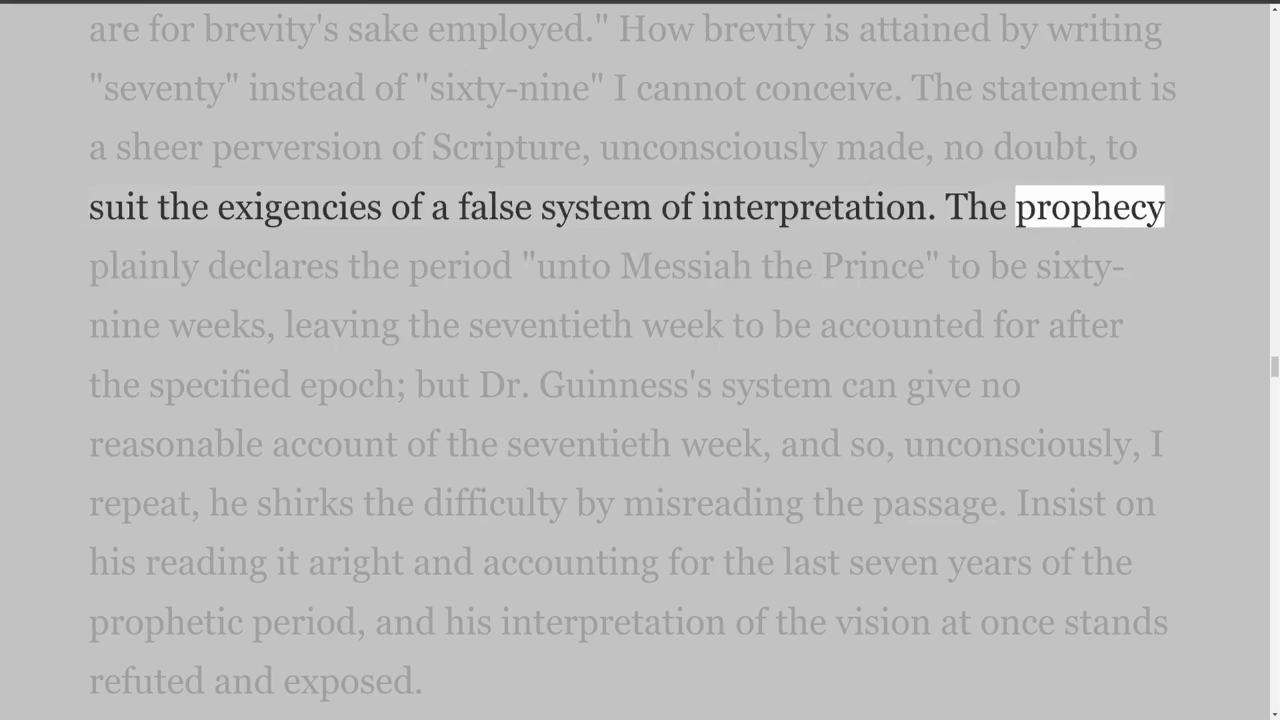 are for brevity's sake employed." How brevity is attained by writing
"seventy" instead of "sixty-nine" I cannot conceive. The statement is
a sheer perversion of Scripture, unconsciously made, no doubt, to
suit the exigencies of a false system of interpretation. The prophecy
plainly declares the period "unto Messiah the Prince" to be sixty-
nine weeks, leaving the seventieth week to be accounted for after
the specified epoch; but Dr. Guinness's system can give no
reasonable account of the seventieth week, and so, unconsciously, I
repeat, he shirks the difficulty by misreading the passage. Insist on
his reading it aright and accounting for the last seven years of the
prophetic period, and his interpretation of the vision at once stands
refuted and exposed.